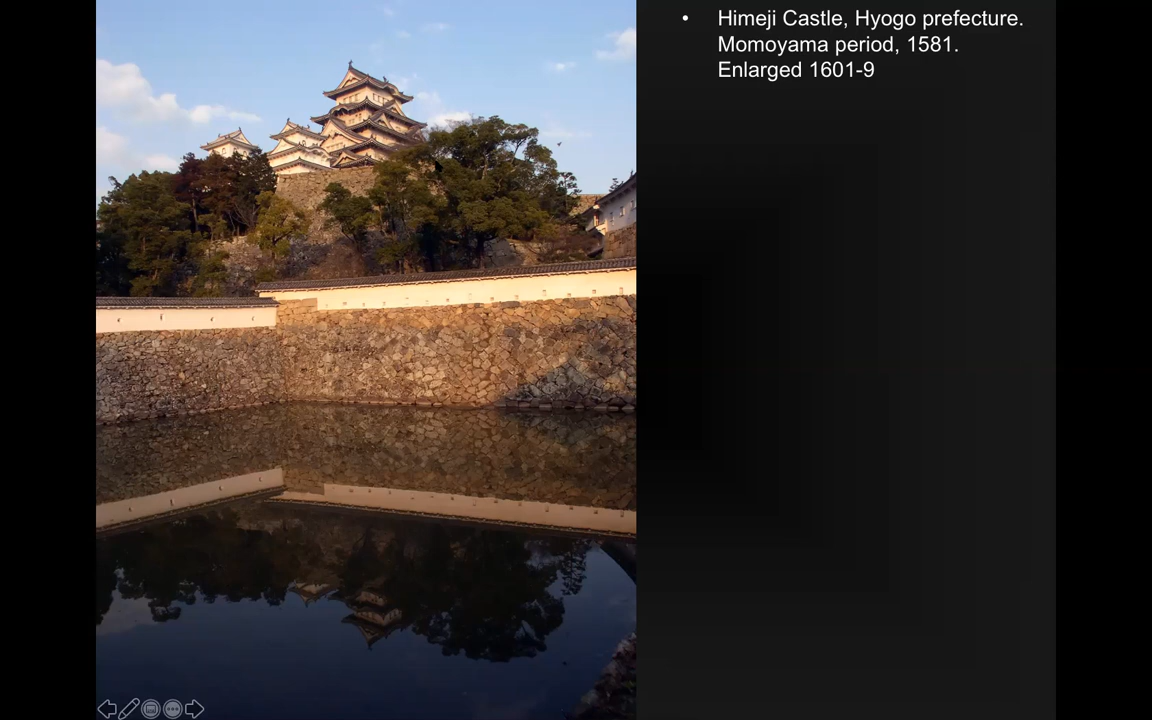 • Himeji Castle, Hyogo prefecture.
Momoyama period, 1581.
Enlarged 1601-9